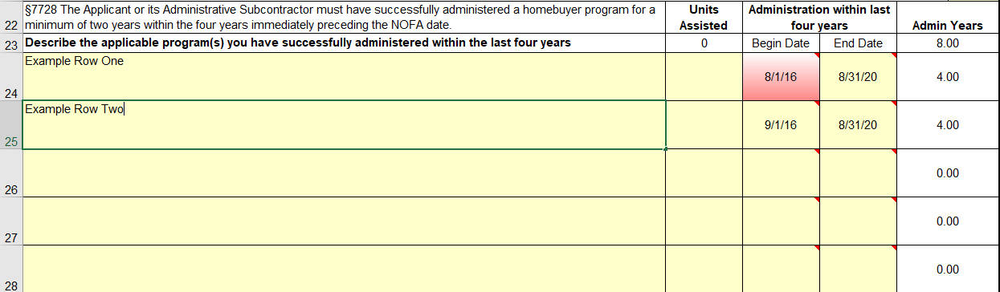 §7728 The Applicant or its Administrative Subcontractor must have successfully administered a homebuyer program for a Units Administration within last
22 minimum of two years within the four years immediately preceding the NOFA date. Assisted four years Admin Years
23 Describe the applicable program(s) you have successfully administered within the last four years 0 Begin Date End Date 8.00
Example Row One
8/1/16 8/31/20 4.00
24
Example Row Two
9/1/16 8/31/20 4.00
25
0.00
26
0.00
27
0.00
28